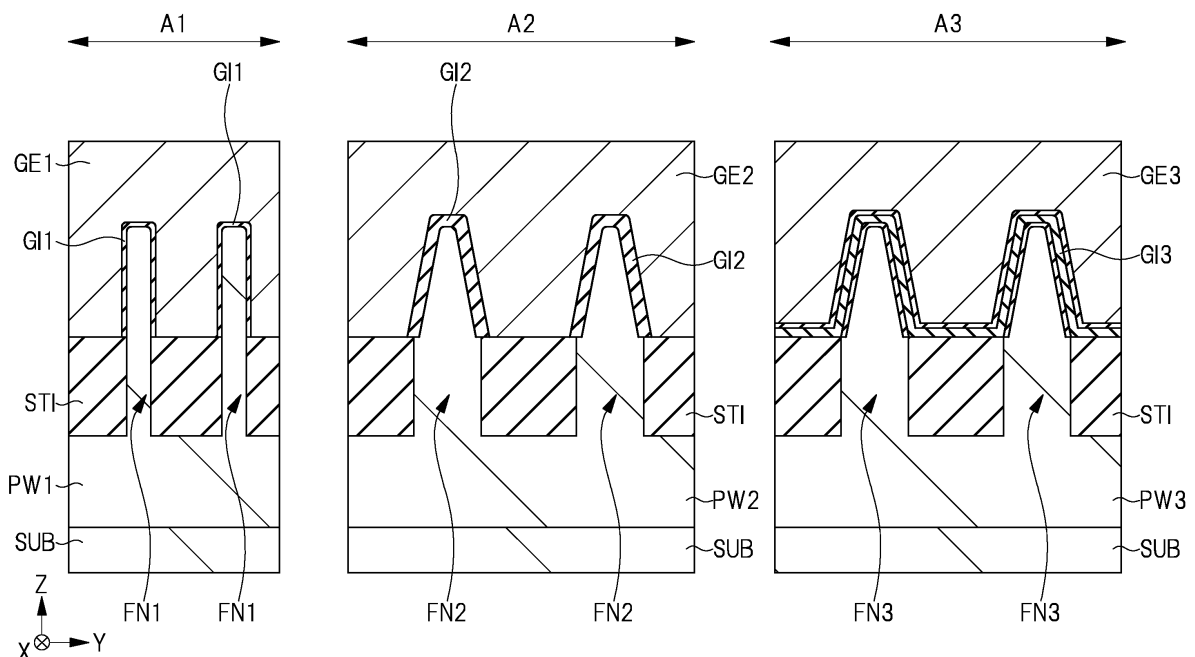 A1 A2 A3
GI1 GI2
GE1 GE2 GE3
GI1 GI2 GI3
STI STI STI
PW1 PW2 PW3
SUB SUB SUB
Z
X Y
FN1 FN1 FN2 FN2 FN3 FN3